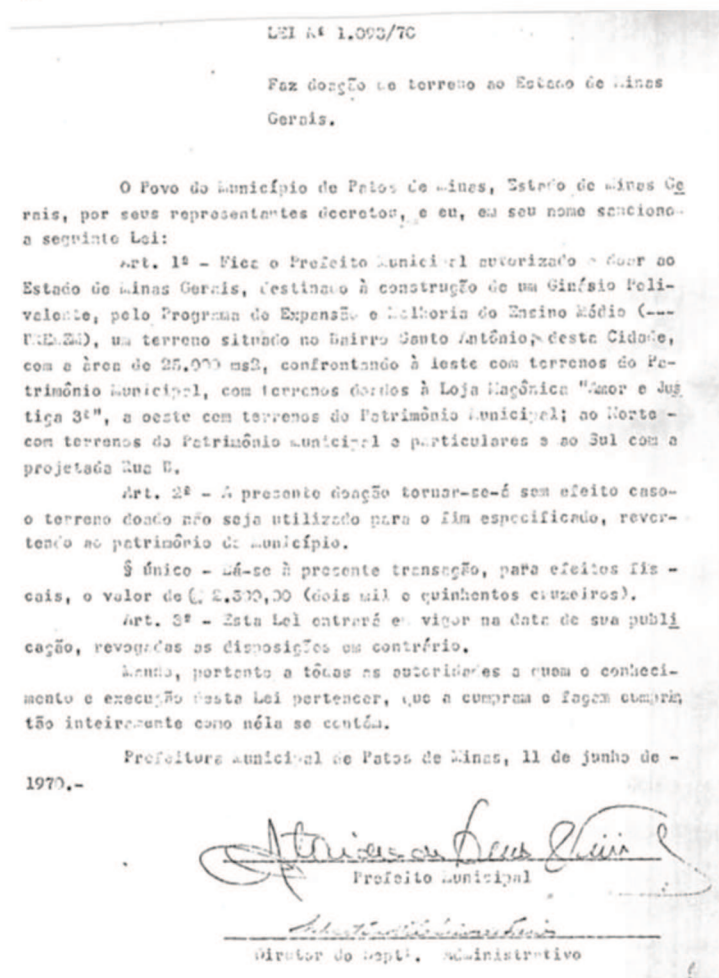 LEI Nº 1.093/70
Faz doação de terreno ao Estado de Minas
Gerais.
O Povo do Município de Patos de Minas, Estado de Minas Ge
rais, por seus representantes decretou, e eu, em seu nome sanciono-
a seguinte Lei:
Art. 1º - Fica o Prefeito Municipal autorizado a doar ao
Estado de Minas Gerais, destinado à construção de um Ginásio Poli-
valente, pelo Programa de Expansão e Melhoria do Ensino Médio (---
PREMEM), um terreno situado no Bairro Santo Antônio, desta Cidade,
com a àrea de 25.000 ms2, confrontando à leste com terrenos do Pa-
trimônio Municipal, com terrenos doados à Loja Maçônica "Amor e Jus
tiça 3ª", a oeste com terrenos do Patrimônio Municipal; ao Norte -
com terrenos do Patrimônio Municipal e particulares e ao Sul com a
projetada Rua
Art. 2º - A presente doação tornar-se-á sem efeito caso-
o terreno doado não seja utilizado para o fim especificado, rever-
tendo ao patrimônio do Município.
§ único - Dá-se à presente transação, para efeitos fis -
cais, o valor de (dois mil e quinhentos cruzeiros).
Art. 3º - Esta Lei entrará em vigor na data de sua publi
cação, revogadas as disposições em contrário.
Mando, portanto a tôdas as autoridades a quem o conheci-
mento e execução desta Lei pertencer, que a cumpram e façam cumprir,
tão inteiramente como nela se contém.
Prefeitura Municipal de Patos de Minas, 11 de junho de -
1970.-
Prefeito Municipal
Diretor do Deptº. Administrativo